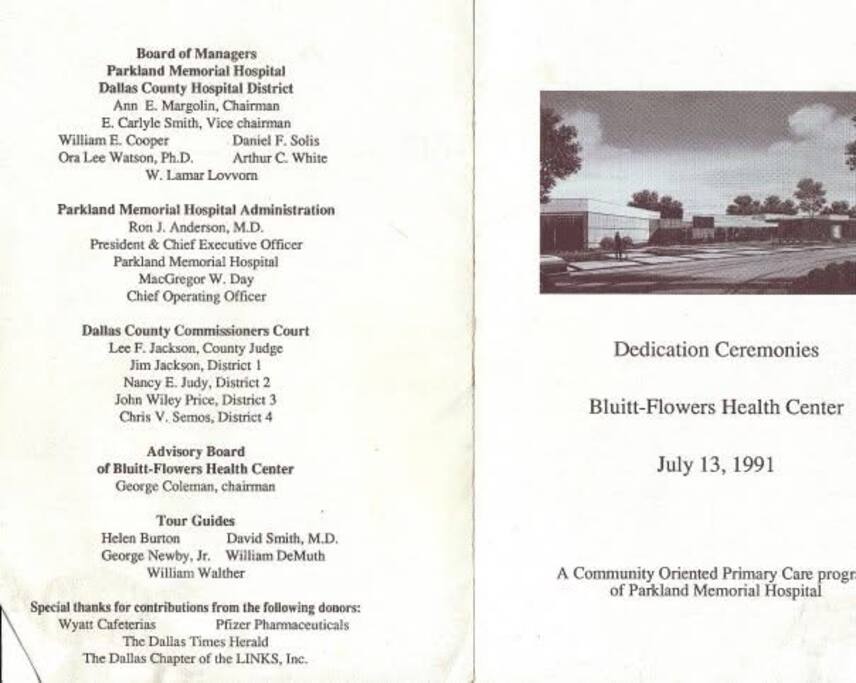 Board of Managers
Parkland Memorial Hospital
Dallas County Hospital District
Ann E. Margolin, Chairman
E. Carlyle Smith, Vice chairman
William E. Cooper Daniel F. Solis
Ora Lee Watson, Ph.D. Arthur C. White
W. Lamar Lovvorn
Parkland Memorial Hospital Administration
Ron J. Anderson, M.D.
President & Chief Executive Officer
Parkland Memorial Hospital
MacGregor W. Day
Chief Operating Officer
Dallas County Commissioners Court
Lee F. Jackson, County Judge
Jim Jackson, District 1
Nancy E. Judy, District 2
John Wiley Price, District 3
Chris V. Semos, District 4
Advisory Board
of Bluitt-Flowers Health Center
George Coleman, chairman
Tour Guides
Helen Burton David Smith, M.D.
George Newby, Jr. William DeMuth
William Walther
Special thanks for contributions from the following donors:
Wyatt Cafeterias Pfizer Pharmaceuticals
The Dallas Times Herald
The Dallas Chapter of the LINKS, Inc.
Dedication Ceremonies
Bluitt-Flowers Health Center
July 13, 1991
A Community Oriented Primary Care progr
of Parkland Memorial Hospital